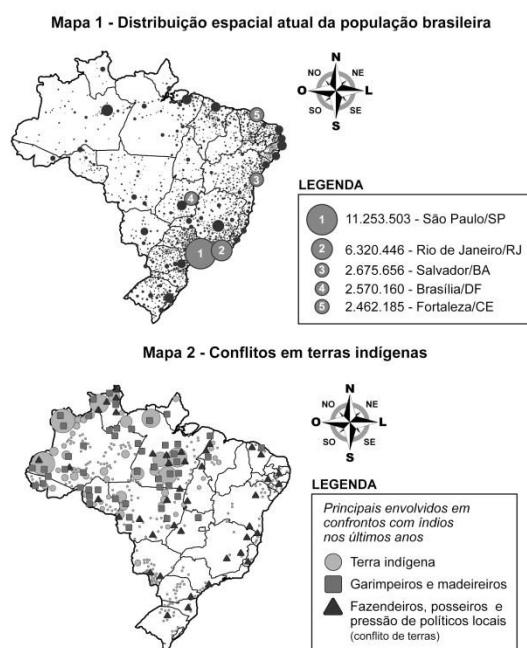 Mapa 1 - Distribuição espacial atual da população brasileira
N
NO
NE
O
L
SO
SE
S
5
3
4
1
2
LEGENDA
1 11.253.503 - São Paulo/SP
2 6.320.446 - Rio de Janeiro/RJ
3 2.675.656 - Salvador/BA
4 2.570.160 - Brasília/DF
5 2.462.185 - Fortaleza/CE
Mapa 2 - Conflitos em terras indígenas
N
NO
NE
O
L
SO
SE
S
LEGENDA
Principais envolvidos em
confrontos com índios
nos últimos anos
Terra indígena
Garimpeiros e madeireiros
Fazendeiros, posseiros e
pressão de políticos locais
(conflito de terras)